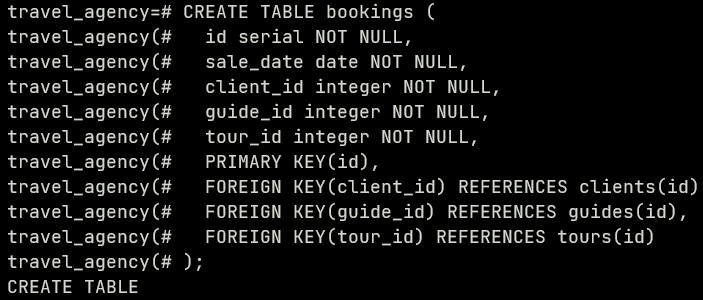 travel_agency=# CREATE TABLE bookings (
travel_agency(#   id serial NOT NULL,
travel_agency(#   sale_date date NOT NULL,
travel_agency(#   client_id integer NOT NULL,
travel_agency(#   guide_id integer NOT NULL,
travel_agency(#   tour_id integer NOT NULL,
travel_agency(#   PRIMARY KEY(id),
travel_agency(#   FOREIGN KEY(client_id) REFERENCES clients(id)
travel_agency(#   FOREIGN KEY(guide_id) REFERENCES guides(id),
travel_agency(#   FOREIGN KEY(tour_id) REFERENCES tours(id)
travel_agency(# );
CREATE TABLE